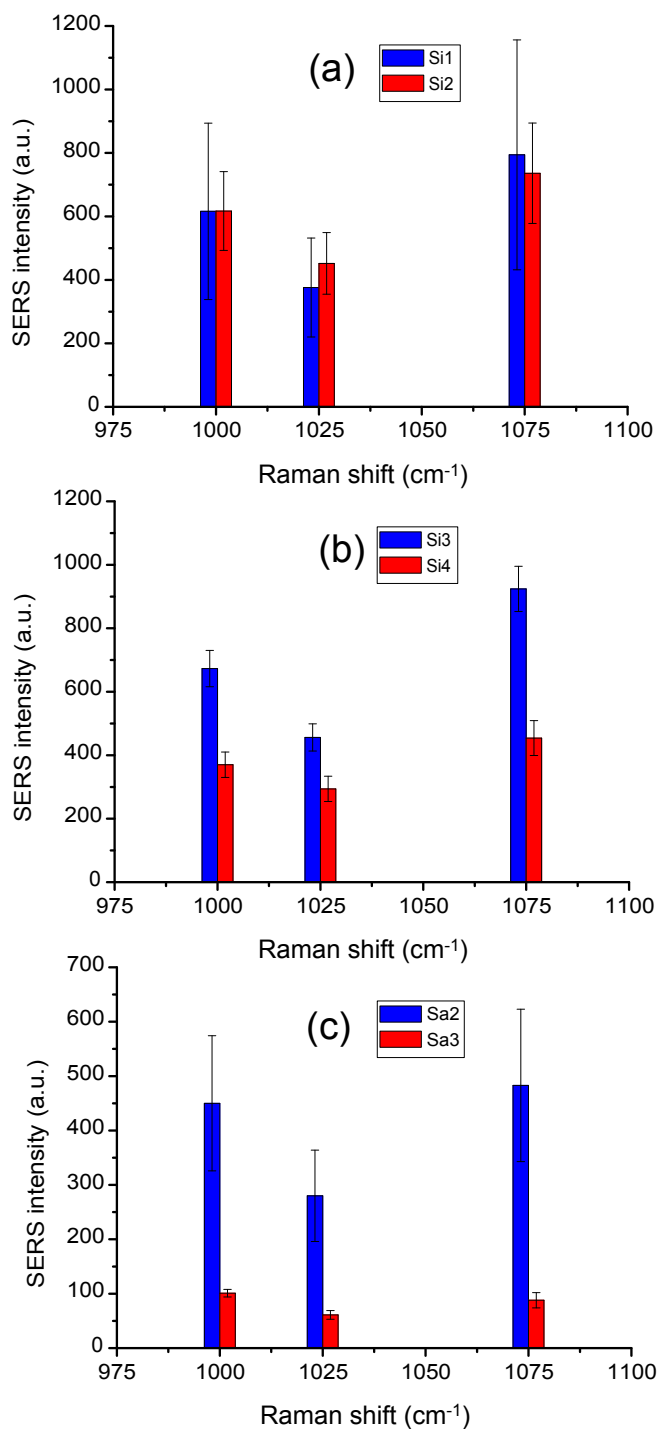 1200
(a)
Si1
Si2
1000
800
600
400
200
0
SERS intensity (a.u.)
975 1000 1025 1050 1075 1100
Raman shift (cm-1)
1200
(b)
Si3
Si4
1000
800
600
400
200
0
SERS intensity (a.u.)
975 1000 1025 1050 1075 1100
Raman shift (cm-1)
700
(c)
Sa2
Sa3
600
500
400
300
200
100
0
SERS intensity (a.u.)
975 1000 1025 1050 1075 1100
Raman shift (cm-1)